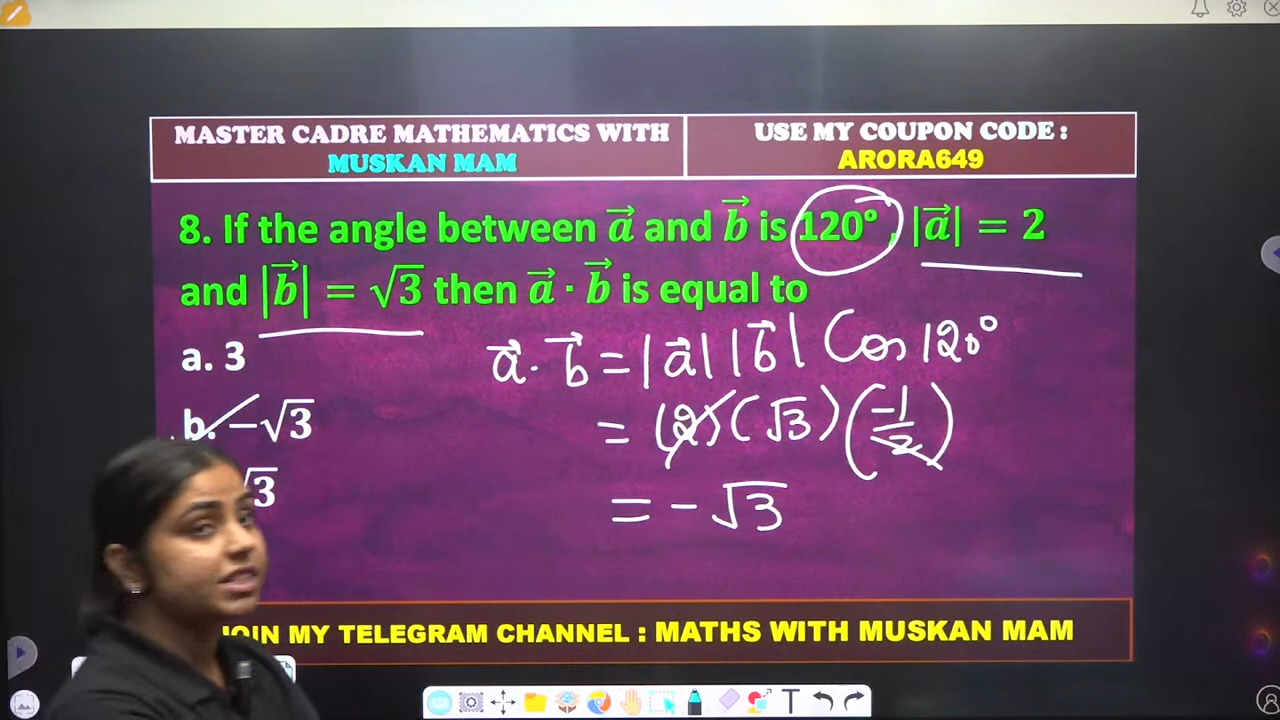 MASTER CADRE MATHEMATICS WITH
MUSKAN MAM
USE MY COUPON CODE :
ARORA649
8. If the angle between a⃗ and b⃗ is 120°, |a⃗| = 2
and |b⃗| = √3 then a⃗ · b⃗ is equal to
a. 3
b. −√3
√3
a⃗ · b⃗ = |a⃗| |b⃗| Cos 120°
= (2) (√3) (-1/2)
= -√3
JOIN MY TELEGRAM CHANNEL : MATHS WITH MUSKAN MAM
T